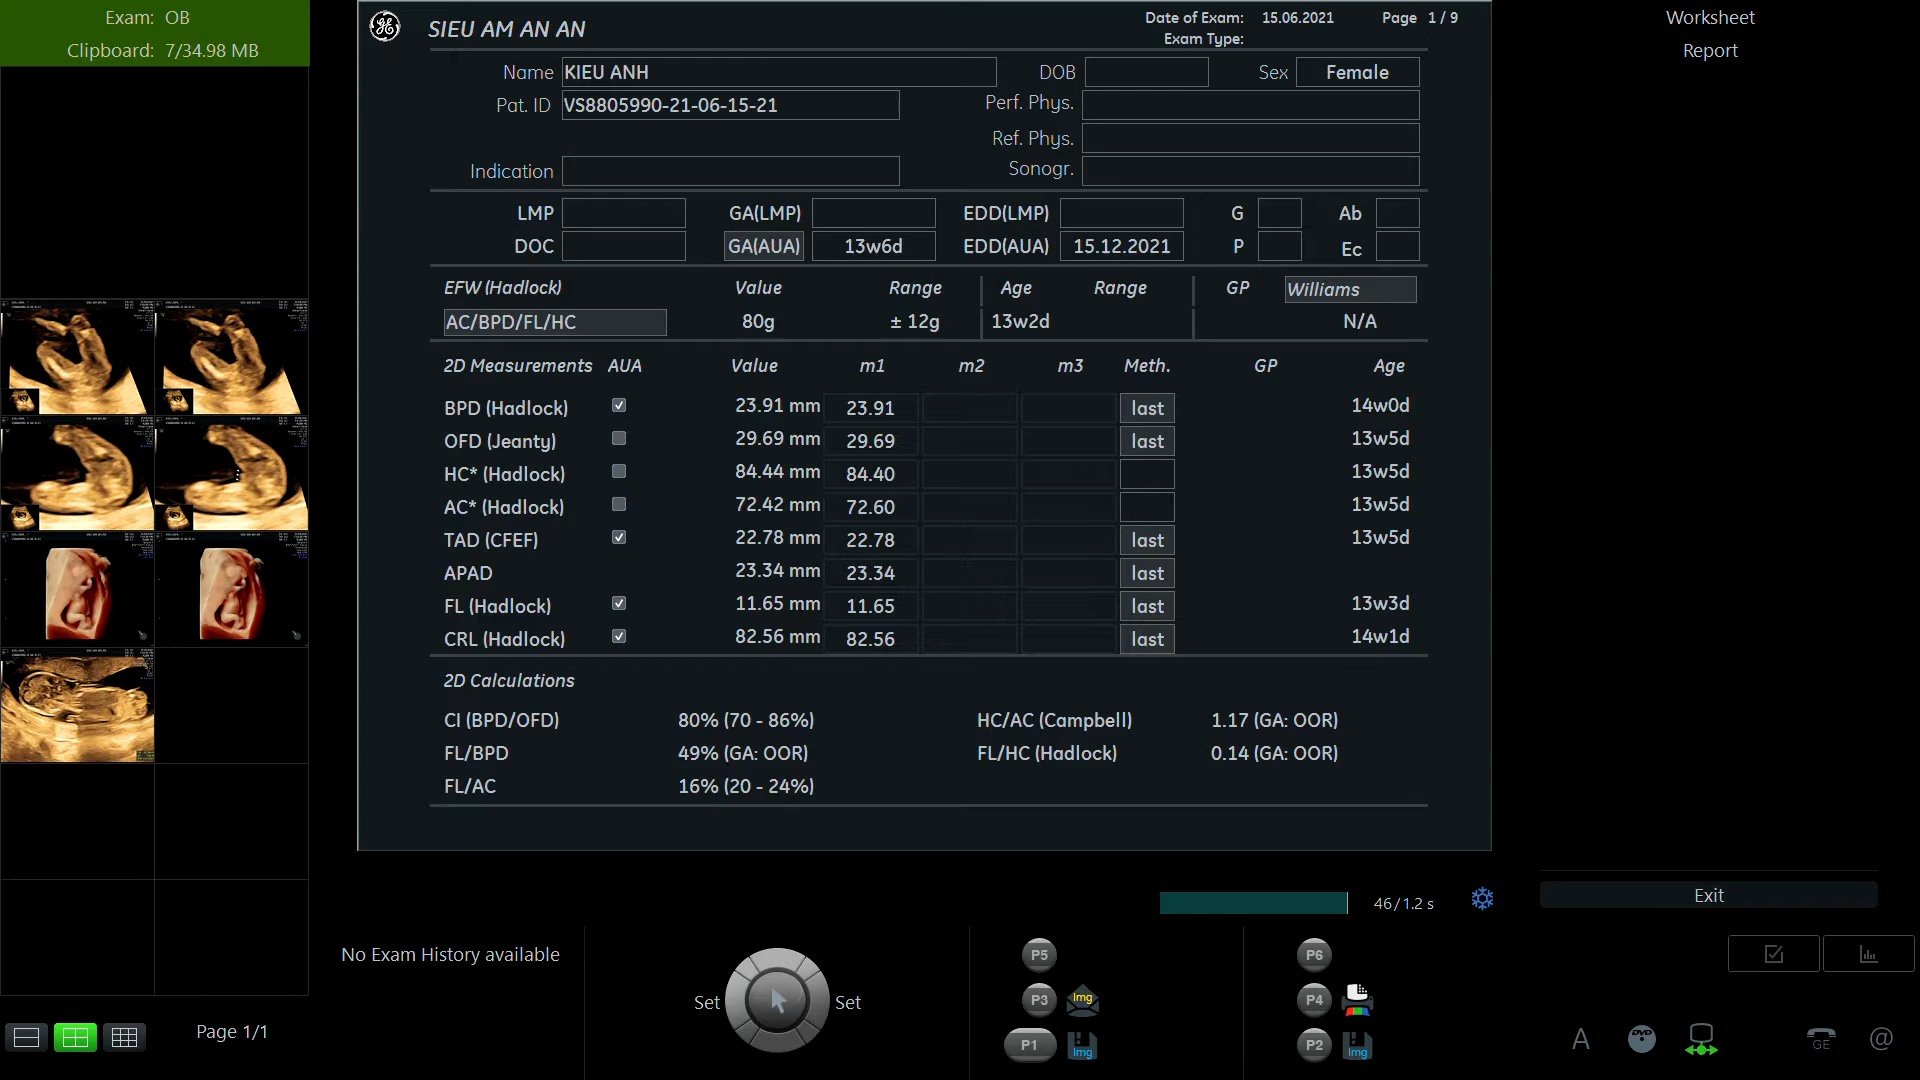 Exam: OB
Clipboard: 7/34.98 MB
SIEU AM AN AN
Date of Exam: 15.06.2021 Page 1 / 9
Exam Type:
Worksheet
Report
Name KIEU ANH DOB Sex Female
Pat. ID VS8805990-21-06-15-21 Perf. Phys.
Ref. Phys.
Indication Sonogr.
LMP GA(LMP) EDD(LMP) G Ab
DOC GA(AUA) 13w6d EDD(AUA) 15.12.2021 P Ec
EFW (Hadlock) Value Range Age Range GP Williams
AC/BPD/FL/HC 80g ± 12g 13w2d N/A
2D Measurements AUA Value m1 m2 m3 Meth. GP Age
BPD (Hadlock) 23.91 mm 23.91 last 14w0d
OFD (Jeanty) 29.69 mm 29.69 last 13w5d
HC* (Hadlock) 84.44 mm 84.40 13w5d
AC* (Hadlock) 72.42 mm 72.60 13w5d
TAD (CFEF) 22.78 mm 22.78 last 13w5d
APAD 23.34 mm 23.34 last
FL (Hadlock) 11.65 mm 11.65 last 13w3d
CRL (Hadlock) 82.56 mm 82.56 last 14w1d
2D Calculations
CI (BPD/OFD) 80% (70 - 86%) HC/AC (Campbell) 1.17 (GA: OOR)
FL/BPD 49% (GA: OOR) FL/HC (Hadlock) 0.14 (GA: OOR)
FL/AC 16% (20 - 24%)
46/1.2 s
Exit
No Exam History available
Set Set
P5 P6
P3 Img P4
P1 Img P2 Img
Page 1/1
A DVD GE @